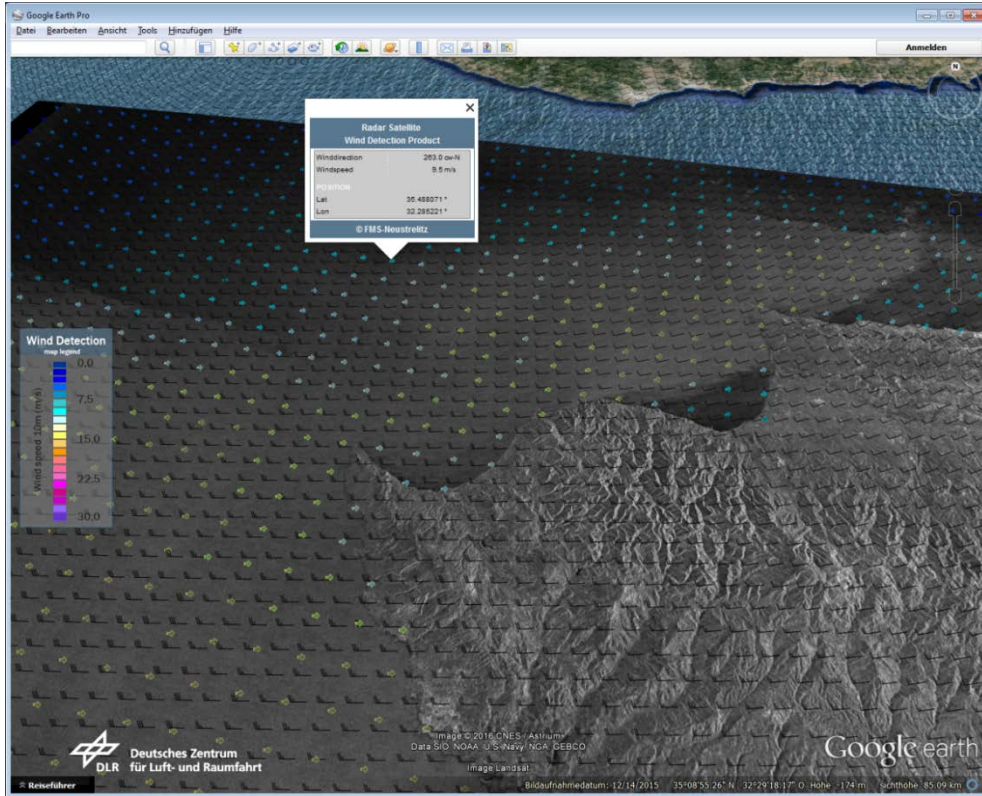 Google Earth Pro
Datei Bearbeiten Ansicht Tools Hinzufügen Hilfe
Anmelden
N
Radar Satellite
Wind Detection Product
Winddirection 263.0 cw-N
Windspeed 9.5 m/s
POSITION
Lat 35.488071 °
Lon 32.285221 °
© FMS-Neustrelitz
Wind Detection
map legend
Wind speed 10m (m/s)
0.0
7.5
15.0
22.5
30.0
Image © 2016 CNES / Astrium
Data SIO, NOAA, U.S. Navy, NGA, GEBCO
Image Landsat
DLR
Deutsches Zentrum
für Luft- und Raumfahrt
Google earth
Reiseführer
Bildaufnahmedatum: 12/14/2015 35°08'55.26" N 32°29'18.17" O Höhe -174 m sichthöhe 85.09 km